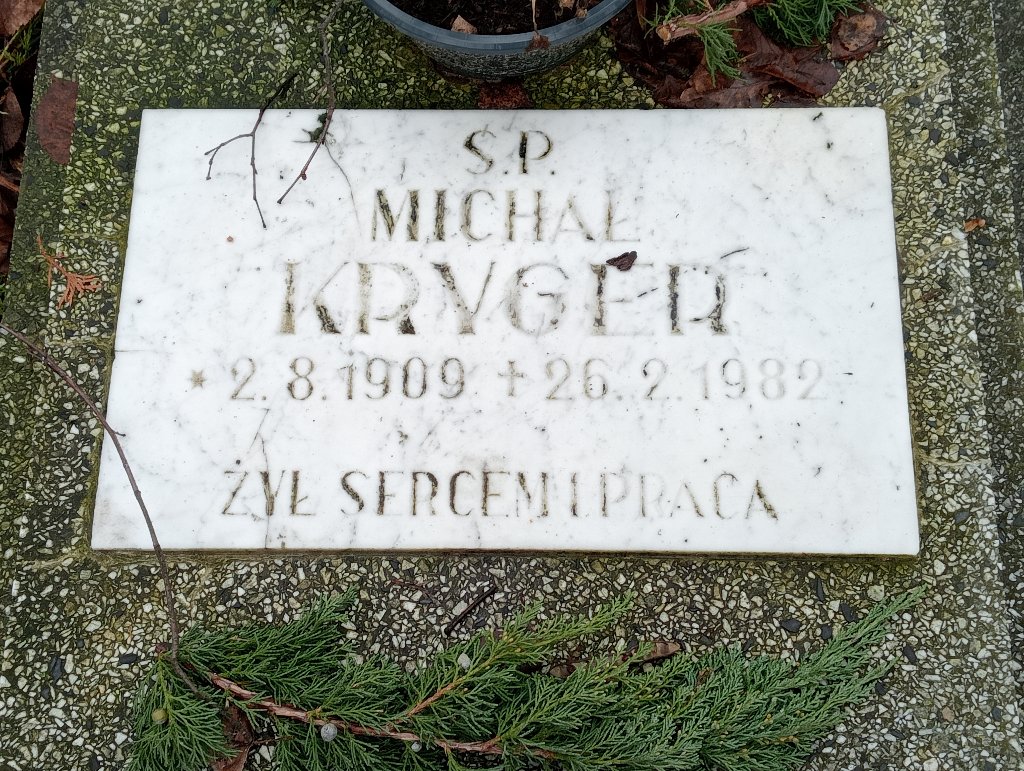 Ś.P.
MICHAŁ
KRYGER
* 2.8.1909 ✝ 26.2.1982
ŻYŁ SERCEM I PRACĄ